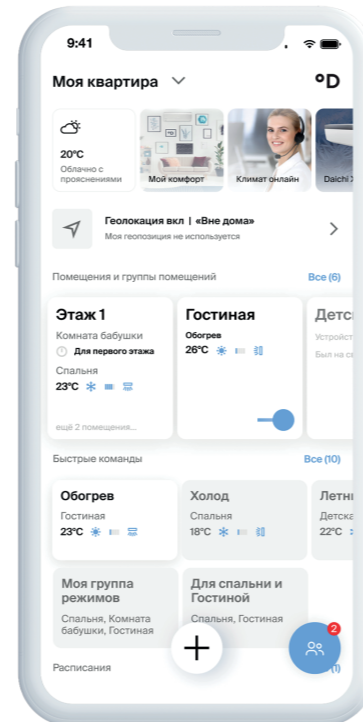 9:41
Моя квартира
°D
20°C
Облачно с
прояснениями
Мой комфорт
Климат онлайн
Daichi
Геолокация вкл | «Вне дома»
Моя геопозиция не используется
Помещения и группы помещений
Все (6)
Этаж 1
Комната бабушки
Для первого этажа
Спальня
23°C
ещё 2 помещения...
Гостиная
Обогрев
26°C
Детс
Устройст
Был на с
Быстрые команды
Все (10)
Обогрев
Гостиная
23°C
Холод
Спальня
18°C
Летн
Детска
22°C
Моя группа
режимов
Спальня, Комната
бабушки, Гостиная
Для спальни и
Гостиной
Спальня, Гостиная
2
Расписания
(1)